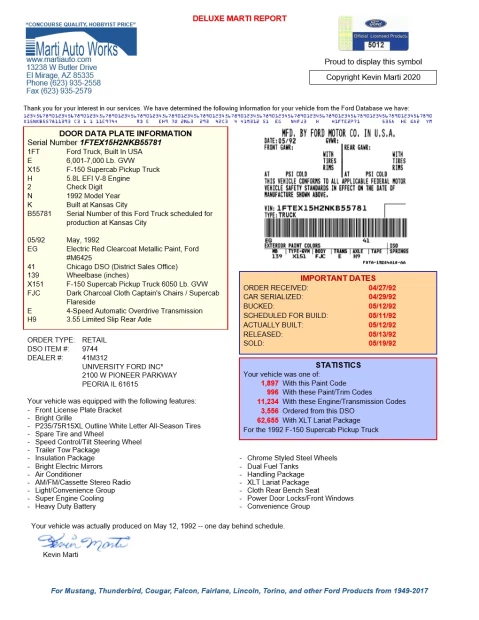 DELUXE MARTI REPORT
"CONCOURSE QUALITY, HOBBYIST PRICE"
Marti Auto Works
www.martiauto.com
13238 W Butler Drive
El Mirage, AZ 85335
Phone (623) 935-2558
Fax (623) 935-2579
Ford
Official Licensed Product
5012
Proud to display this symbol
Copyright Kevin Marti 2020
Thank you for your interest in our services. We have determined the following information for your vehicle from the Ford Database we have:
DOOR DATA PLATE INFORMATION
Serial Number 1FTEX15H2NKB55781
1FT Ford Truck, Built In USA
E 6,001-7,000 Lb. GVW
X15 F-150 Supercab Pickup Truck
H 5.8L EFI V-8 Engine
2 Check Digit
N 1992 Model Year
K Built at Kansas City
B55781 Serial Number of this Ford Truck scheduled for
production at Kansas City
05/92 May, 1992
EG Electric Red Clearcoat Metallic Paint, Ford
#M6425
41 Chicago DSO (District Sales Office)
139 Wheelbase (inches)
X151 F-150 Supercab Pickup Truck 6050 Lb. GVW
FJC Dark Charcoal Cloth Captain's Chairs / Supercab
Flareside
E 4-Speed Automatic Overdrive Transmission
H9 3.55 Limited Slip Rear Axle
MFD. BY FORD MOTOR CO. IN U.S.A.
DATE: 05/92 GVWR:
FRONT GAWR: REAR GAWR:
WITH WITH
TIRES TIRES
RIMS RIMS
AT PSI COLD AT PSI COLD
THIS VEHICLE CONFORMS TO ALL APPLICABLE FEDERAL MOTOR
VEHICLE SAFETY STANDARDS IN EFFECT ON THE DATE OF
MANUFACTURE SHOWN ABOVE.
VIN: 1FTEX15H2NKB55781
TYPE: TRUCK
EG 41
EXTERIOR PAINT COLORS DSO
WB TYPE-GVW BODY TRANS AXLE TAPE SPRINGS
139 X151 FJC E H9
IMPORTANT DATES
ORDER RECEIVED: 04/27/92
CAR SERIALIZED: 04/29/92
BUCKED: 05/12/92
SCHEDULED FOR BUILD: 05/11/92
ACTUALLY BUILT: 05/12/92
RELEASED: 05/13/92
SOLD: 05/19/92
ORDER TYPE: RETAIL
DSO ITEM #: 9744
DEALER #: 41M312
UNIVERSITY FORD INC"
2100 W PIONEER PARKWAY
PEORIA IL 61615
STATISTICS
Your vehicle was one of:
1,897 With this Paint Code
996 With these Paint/Trim Codes
11,234 With these Engine/Transmission Codes
3,556 Ordered from this DSO
62,685 With XLT Lariat Package
For the 1992 F-150 Supercab Pickup Truck
Your vehicle was equipped with the following features:
- Front License Plate Bracket
- Bright Grille
- P235/75R15XL Outline White Letter All-Season Tires
- Spare Tire and Wheel
- Speed Control/Tilt Steering Wheel
- Trailer Tow Package
- Insulation Package
- Bright Electric Mirrors
- Air Conditioner
- AM/FM/Cassette Stereo Radio
- Light/Convenience Group
- Super Engine Cooling
- Heavy Duty Battery
- Chrome Styled Steel Wheels
- Dual Fuel Tanks
- Handling Package
- XLT Lariat Package
- Cloth Rear Bench Seat
- Power Door Locks/Front Windows
- Convenience Group
Your vehicle was actually produced on May 12, 1992 -- one day behind schedule.
Kevin Marti
Kevin Marti
For Mustang, Thunderbird, Cougar, Falcon, Fairlane, Lincoln, Torino, and other Ford Products from 1949-2017